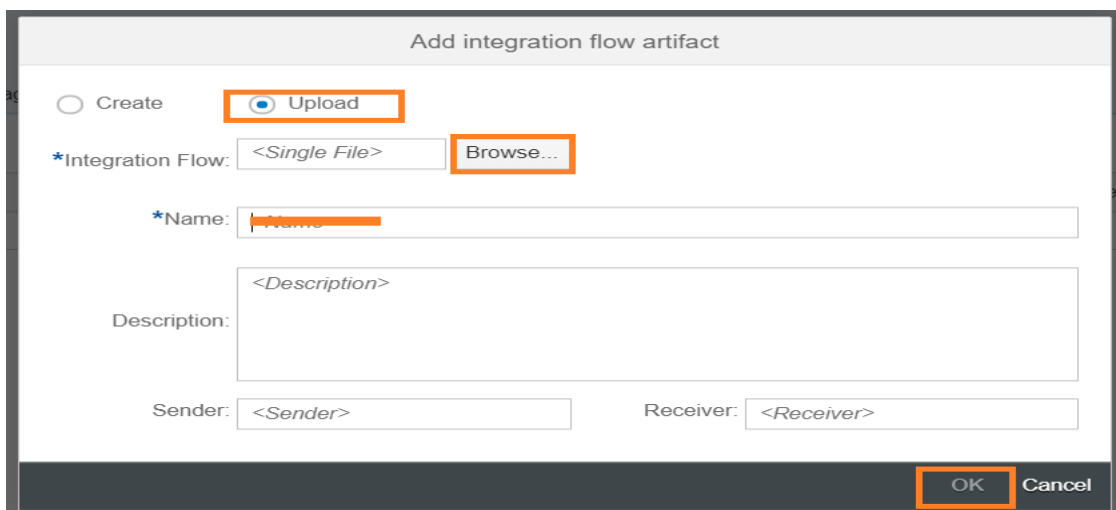 Add integration flow artifact
Create Upload
*Integration Flow: <Single File> Browse...
*Name:
<Description>
Description:
Sender: <Sender> Receiver: <Receiver>
OK Cancel